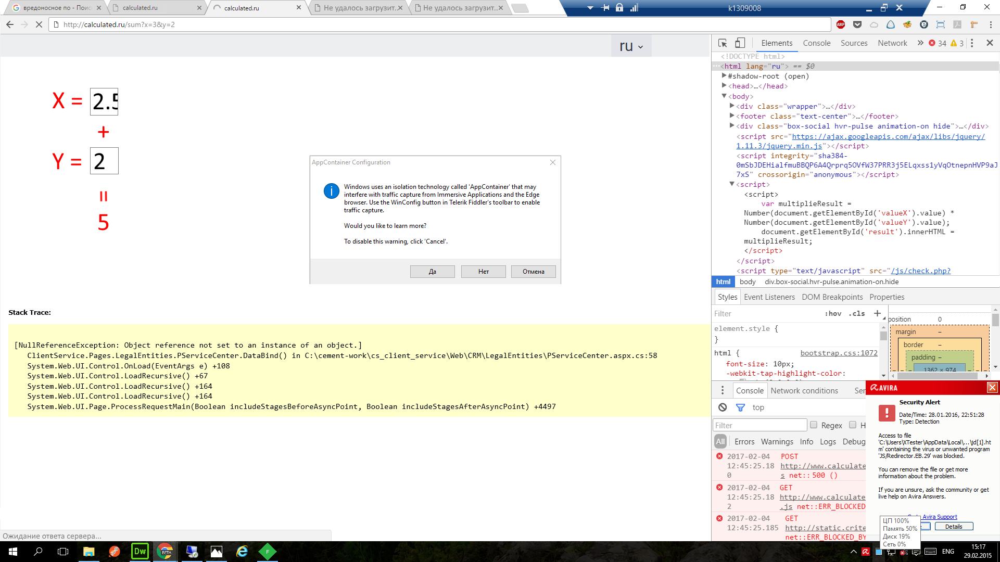 вредоносное по - Поис
calculated.ru
calculated.ru
Не удалось загрузит...
Не удалось загрузит...
k1309008
http://calculated.ru/sum?x=3&y=2
ABP
ru
X = 2.5
+
Y = 2
=
5
AppContainer Configuration
Windows uses an isolation technology called 'AppContainer' that may
interfere with traffic capture from Immersive Applications and the Edge
browser. Use the WinConfig button in Telerik Fiddler's toolbar to enable
traffic capture.
Would you like to learn more?
To disable this warning, click 'Cancel'.
Да
Нет
Отмена
Stack Trace:
[NullReferenceException: Object reference not set to an instance of an object.]
ClientService.Pages.LegalEntities.PServiceCenter.DataBind() in C:\cement-work\cs_client_service\Web\CRM\LegalEntities\PServiceCenter.aspx.cs:58
System.Web.UI.Control.OnLoad(EventArgs e) +108
System.Web.UI.Control.LoadRecursive() +67
System.Web.UI.Control.LoadRecursive() +164
System.Web.UI.Control.LoadRecursive() +164
System.Web.UI.Page.ProcessRequestMain(Boolean includeStagesBeforeAsyncPoint, Boolean includeStagesAfterAsyncPoint) +4497
Ожидание ответа сервера...
Elements Console Sources Network » 34 3
<!DOCTYPE html>
···<html lang="ru"> == $0
#shadow-root (open)
<head>…</head>
<body>
<div class="wrapper">…</div>
<footer class="text-center">…</footer>
<div class="box-social hvr-pulse animation-on hide">…</div>
<script src="https://ajax.googleapis.com/ajax/libs/jquery/
1.11.3/jquery.min.js"></script>
<script integrity="sha384-
0mSbJDEHialfmuBBQP6A4Qrprq5OVfW37PRR3j5ELqxss1yVqOtnepnHVP9aJ
7xS" crossorigin="anonymous"></script>
<script>
<script>
var multiplieResult =
Number(document.getElementById('valueX').value) *
Number(document.getElementById('valueY').value);
document.getElementById('result').innerHTML =
multiplieResult;
</script>
</script>
<script type="text/javascript" src="/js/check.php?
html body div.box-social.hvr-pulse.animation-on.hide
Styles Event Listeners DOM Breakpoints Properties
Filter :hov .cls +
element.style {
}
html { bootstrap.css:1072
font-size: 10px;
-webkit-tap-highlight-color:
position 0
margin –
border –
padding –
1362 × 974
Console Network conditions Ser
top
Filter Regex H
All Errors Warnings Info Logs Debug
2017-02-04 POST
12:45:25.18 http://www.calculate
0 s net:: 500 ()
2017-02-04 GET
12:45:25.18 http://www.calculate
2 .js net::ERR_BLOCKED
2017-02-04 GET
12:45:25.185 http://static.crite
net::ERR_BLOCKED_BY
AVIRA
Security Alert
Date/Time: 28.01.2016, 22:51:28
Type: Detection
Access to file
'C:\Users\XTester\AppData\Local\...\jd[1].ht
m' containing the virus or unwanted program
'JS/Redirector.EB.29' was blocked.
You can remove the file or get more
information about the problem.
If you are unsure, ask the community or get
live help on Avira Answers.
Avira Support
Details
ЦП 100%
Память 50%
Диск 19%
Сеть 0%
Dw
BETA
F
ENG
15:17
29.02.2015